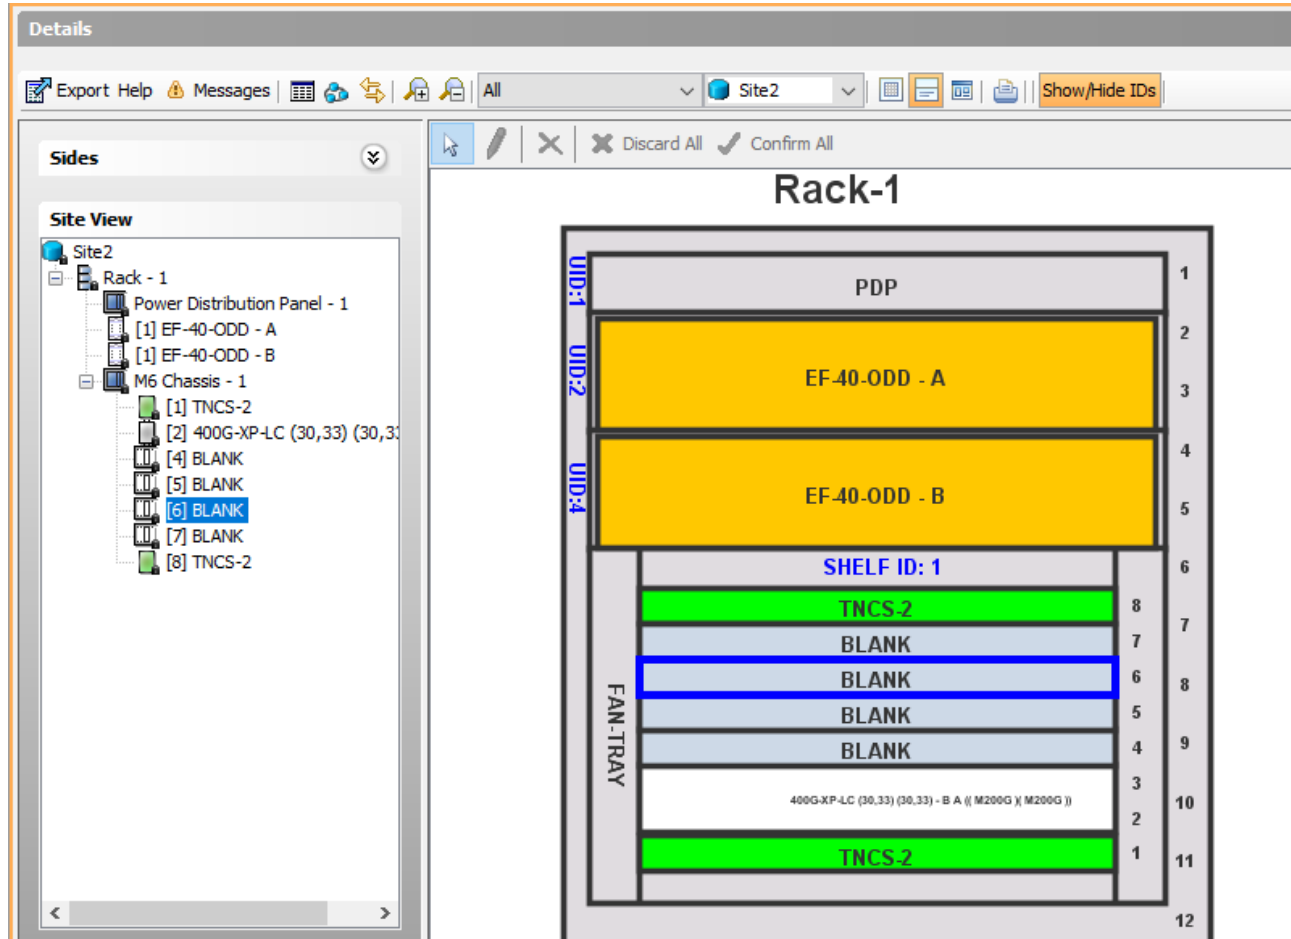 Details
Export Help Messages All Site2 Show/Hide IDs
Sides
Discard All Confirm All
Site View
Site2
Rack - 1
Power Distribution Panel - 1
[1] EF-40-ODD - A
[1] EF-40-ODD - B
M6 Chassis - 1
[1] TNCS-2
[2] 400G-XP-LC (30,33) (30,3
[4] BLANK
[5] BLANK
[6] BLANK
[7] BLANK
[8] TNCS-2
Rack-1
UID:1
PDP
1
UID:2
EF-40-ODD - A
2
3
UID:4
EF-40-ODD - B
4
5
SHELF ID: 1
6
FAN-TRAY
TNCS-2 8
7
BLANK 7
BLANK 6
8
BLANK 5
BLANK 4
9
3
400G-XP-LC (30,33) (30,33) - B A (( M200G )( M200G ))
10
2
TNCS-2 1
11
12